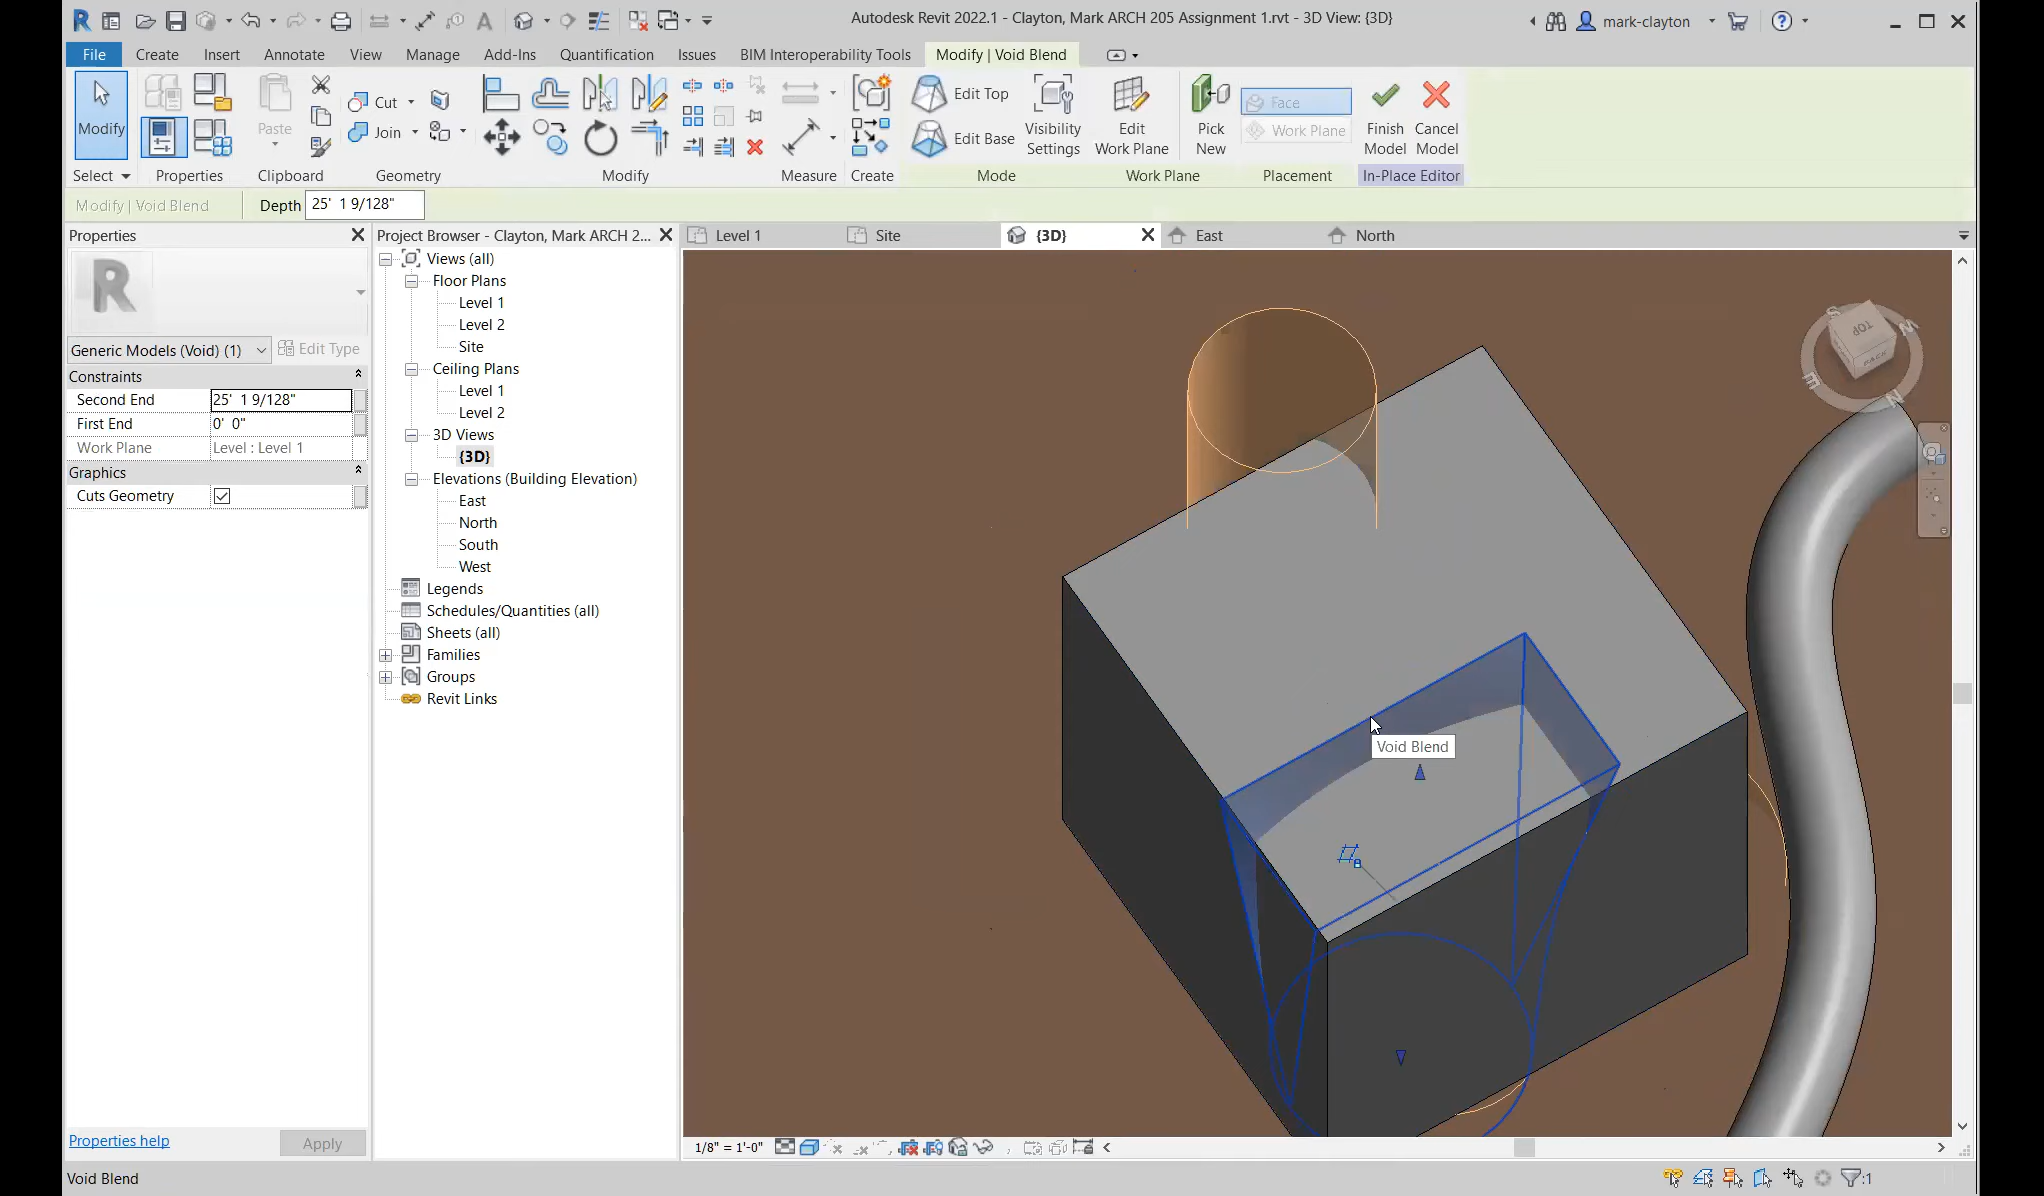 Autodesk Revit 2022.1 - Clayton, Mark ARCH 205 Assignment 1.rvt - 3D View: {3D}
mark-clayton
File Create Insert Annotate View Manage Add-Ins Quantification Issues BIM Interoperability Tools Modify | Void Blend
Modify
Paste
Cut
Join
Edit Top
Edit Base
Visibility
Settings
Edit
Work Plane
Pick
New
Face
Work Plane
Finish
Model
Cancel
Model
Select Properties Clipboard Geometry Modify Measure Create Mode Work Plane Placement In-Place Editor
Modify | Void Blend Depth 25' 1 9/128"
Properties
Project Browser - Clayton, Mark ARCH 2...
Level 1
Site
{3D}
East
North
Generic Models (Void) (1) Edit Type
Constraints
Second End 25' 1 9/128"
First End 0' 0"
Work Plane Level : Level 1
Graphics
Cuts Geometry
Views (all)
Floor Plans
Level 1
Level 2
Site
Ceiling Plans
Level 1
Level 2
3D Views
{3D}
Elevations (Building Elevation)
East
North
South
West
Legends
Schedules/Quantities (all)
Sheets (all)
Families
Groups
Revit Links
S
W
TOP
BACK
E
N
Void Blend
Properties help
Apply
1/8" = 1'-0"
Void Blend
:1